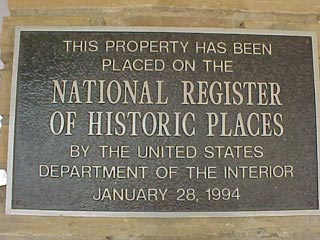 THIS PROPERTY HAS BEEN
PLACED ON THE
NATIONAL REGISTER
OF HISTORIC PLACES
BY THE UNITED STATES
DEPARTMENT OF THE INTERIOR
JANUARY 28, 1994